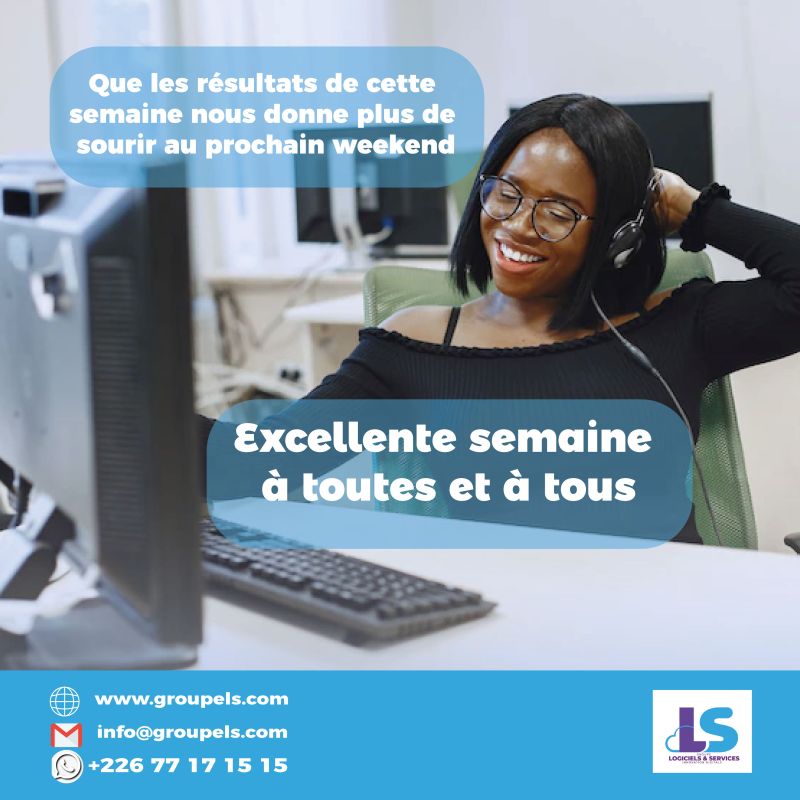 Que les résultats de cette
semaine nous donne plus de
sourir au prochain weekend
Excellente semaine
à toutes et à tous
www.groupels.com
info@groupels.com
+226 77 17 15 15
LS
LOGICIELS & SERVICES